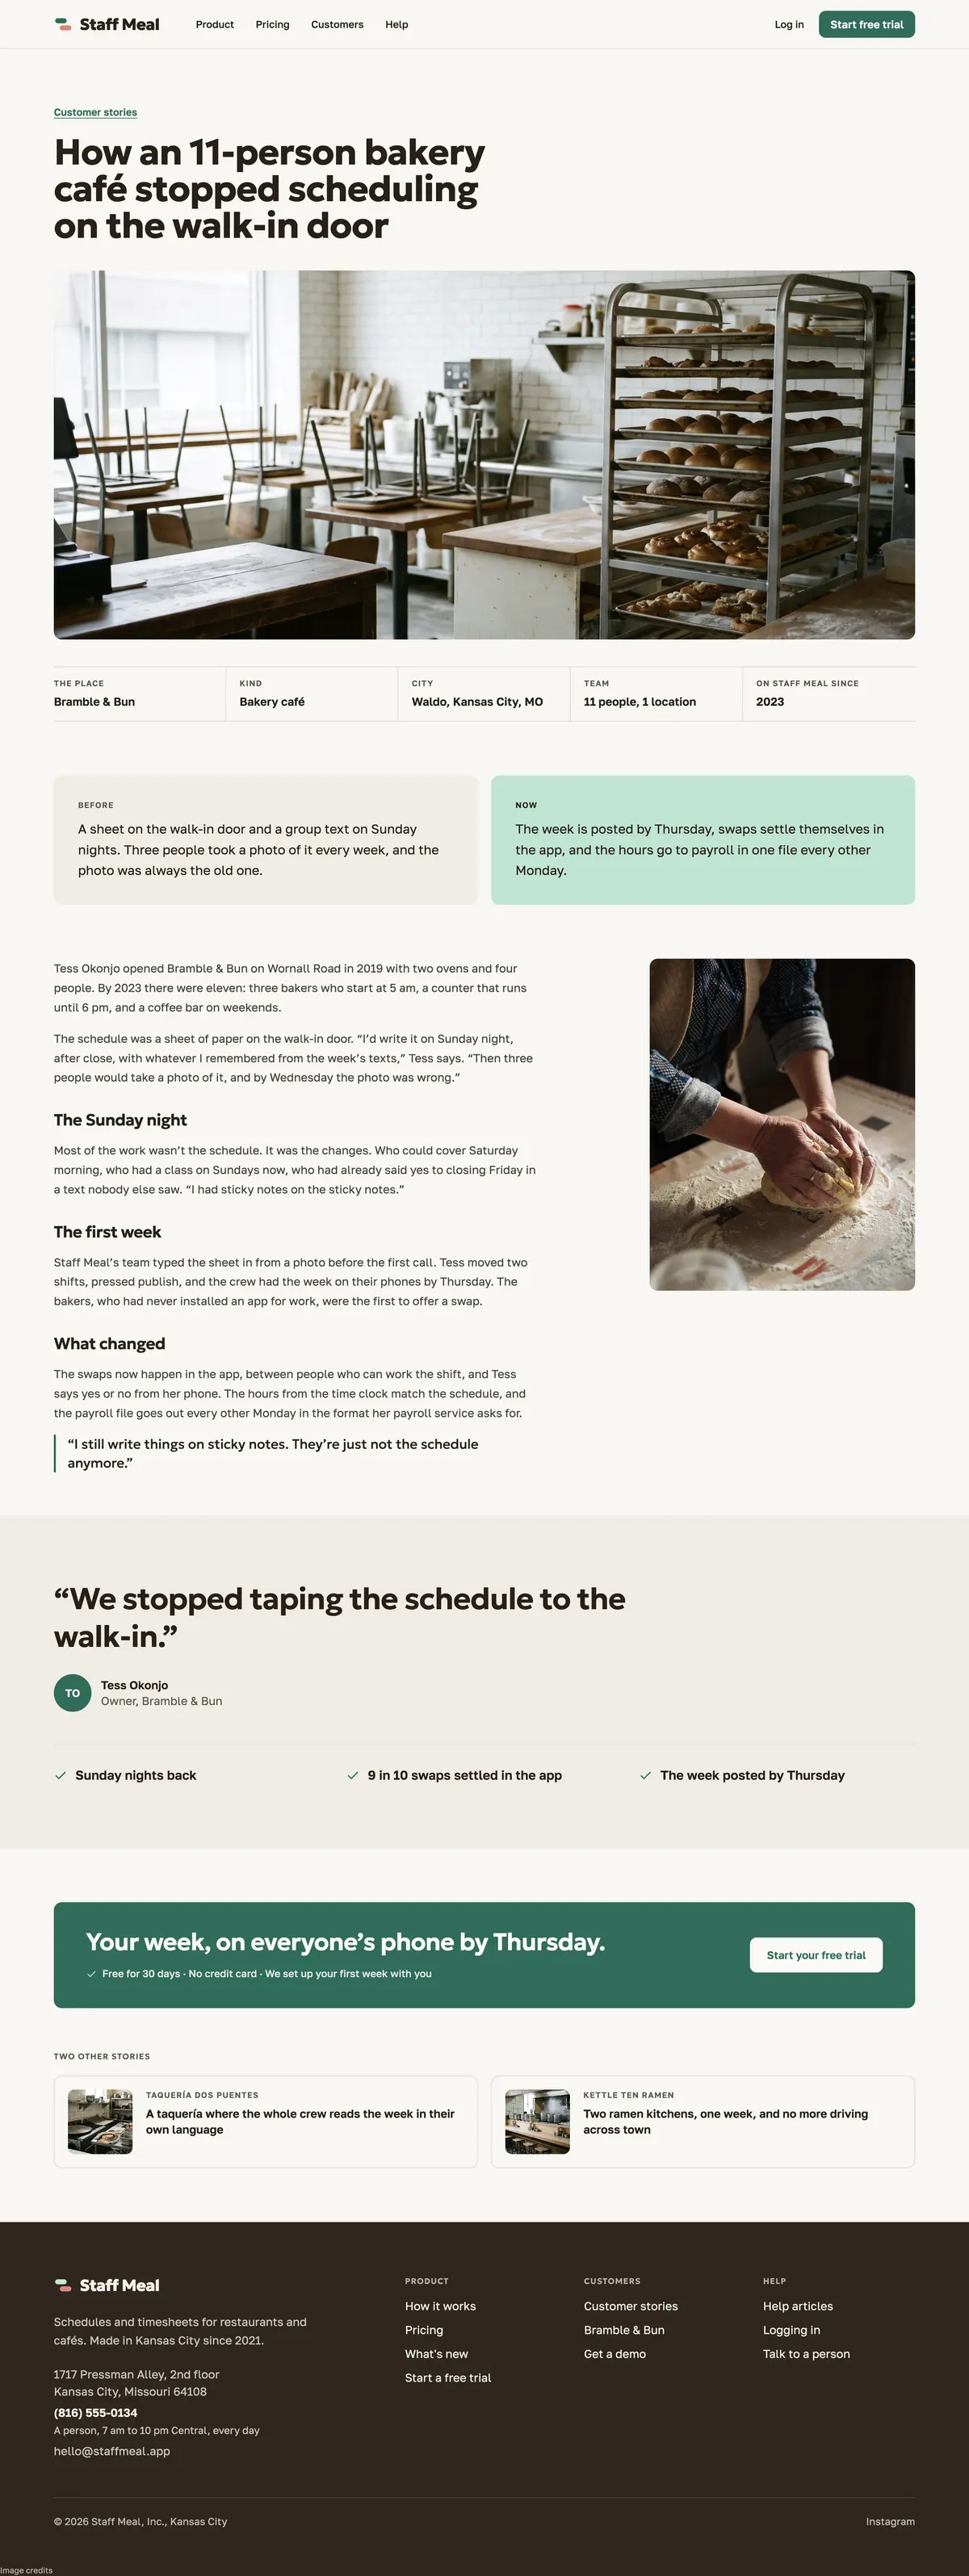 Staff Meal
Product
Pricing
Customers
Help
Log in
Start free trial
Customer stories
How an 11-person bakery
café stopped scheduling
on the walk-in door
THE PLACE
Bramble & Bun
KIND
Bakery café
CITY
Waldo, Kansas City, MO
TEAM
11 people, 1 location
ON STAFF MEAL SINCE
2023
BEFORE
A sheet on the walk-in door and a group text on Sunday
nights. Three people took a photo of it every week, and the
photo was always the old one.
NOW
The week is posted by Thursday, swaps settle themselves in
the app, and the hours go to payroll in one file every other
Monday.
Tess Okonjo opened Bramble & Bun on Wornall Road in 2019 with two ovens and four
people. By 2023 there were eleven: three bakers who start at 5 am, a counter that runs
until 6 pm, and a coffee bar on weekends.
The schedule was a sheet of paper on the walk-in door. “I’d write it on Sunday night,
after close, with whatever I remembered from the week’s texts,” Tess says. “Then three
people would take a photo of it, and by Wednesday the photo was wrong.”
The Sunday night
Most of the work wasn’t the schedule. It was the changes. Who could cover Saturday
morning, who had a class on Sundays now, who had already said yes to closing Friday in
a text nobody else saw. “I had sticky notes on the sticky notes.”
The first week
Staff Meal’s team typed the sheet in from a photo before the first call. Tess moved two
shifts, pressed publish, and the crew had the week on their phones by Thursday. The
bakers, who had never installed an app for work, were the first to offer a swap.
What changed
The swaps now happen in the app, between people who can work the shift, and Tess
says yes or no from her phone. The hours from the time clock match the schedule, and
the payroll file goes out every other Monday in the format her payroll service asks for.
“I still write things on sticky notes. They’re just not the schedule
anymore.”
“We stopped taping the schedule to the
walk-in.”
TO
Tess Okonjo
Owner, Bramble & Bun
Sunday nights back
9 in 10 swaps settled in the app
The week posted by Thursday
Your week, on everyone’s phone by Thursday.
Free for 30 days · No credit card · We set up your first week with you
Start your free trial
TWO OTHER STORIES
TAQUERÍA DOS PUENTES
A taquería where the whole crew reads the week in their
own language
KETTLE TEN RAMEN
Two ramen kitchens, one week, and no more driving
across town
Staff Meal
Schedules and timesheets for restaurants and
cafés. Made in Kansas City since 2021.
1717 Pressman Alley, 2nd floor
Kansas City, Missouri 64108
(816) 555-0134
A person, 7 am to 10 pm Central, every day
hello@staffmeal.app
PRODUCT
How it works
Pricing
What's new
Start a free trial
CUSTOMERS
Customer stories
Bramble & Bun
Get a demo
HELP
Help articles
Logging in
Talk to a person
© 2026 Staff Meal, Inc., Kansas City
Instagram
Image credits